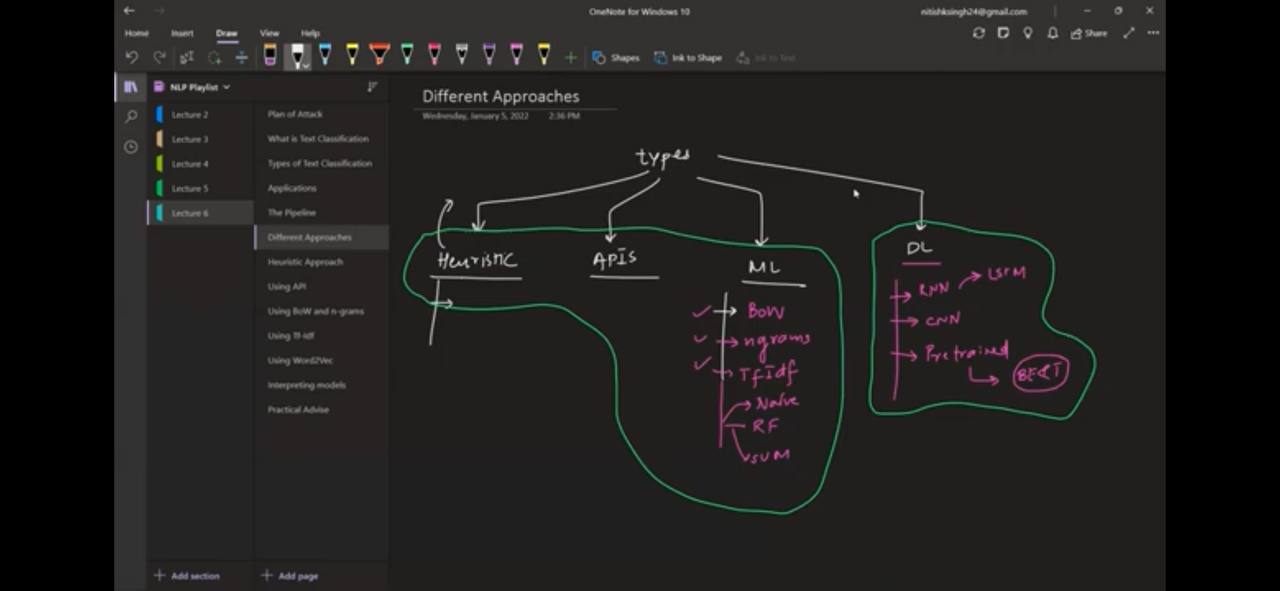 OneNote for Windows 10
nitishksingh24@gmail.com
Home Insert Draw View Help
Share
Shapes Ink to Shape Ink to Text
NLP Playlist
Lecture 2
Lecture 3
Lecture 4
Lecture 5
Lecture 6
Plan of Attack
What is Text Classification
Types of Text Classification
Applications
The Pipeline
Different Approaches
Heuristic Approach
Using API
Using BoW and n-grams
Using Tf-Idf
Using Word2Vec
Interpreting models
Practical Advise
Add section
Add page
Different Approaches
Wednesday, January 5, 2022 2:36 PM
types
Heuristic
APIs
ML
BoW
ngrams
TfIdf
Naive
RF
SVM
DL
RNN LSTM
CNN
Pretrained
BERT